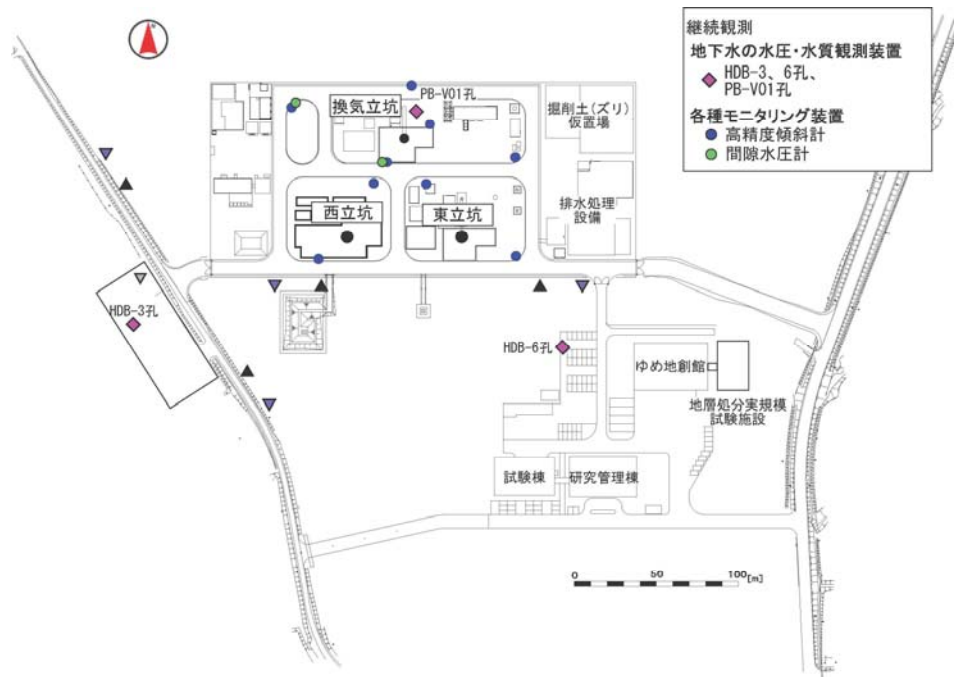 継続観測
地下水の水圧・水質観測装置
HDB-3、6孔、
PB-V01孔
各種モニタリング装置
高精度傾斜計
間隙水圧計
換気立坑
PB-V01孔
掘削土(ズリ)
仮置場
西立坑
東立坑
排水処理
設備
HDB-3孔
HDB-6孔
ゆめ地創館
地層処分実規模
試験施設
試験棟
研究管理棟
0 50 100[m]